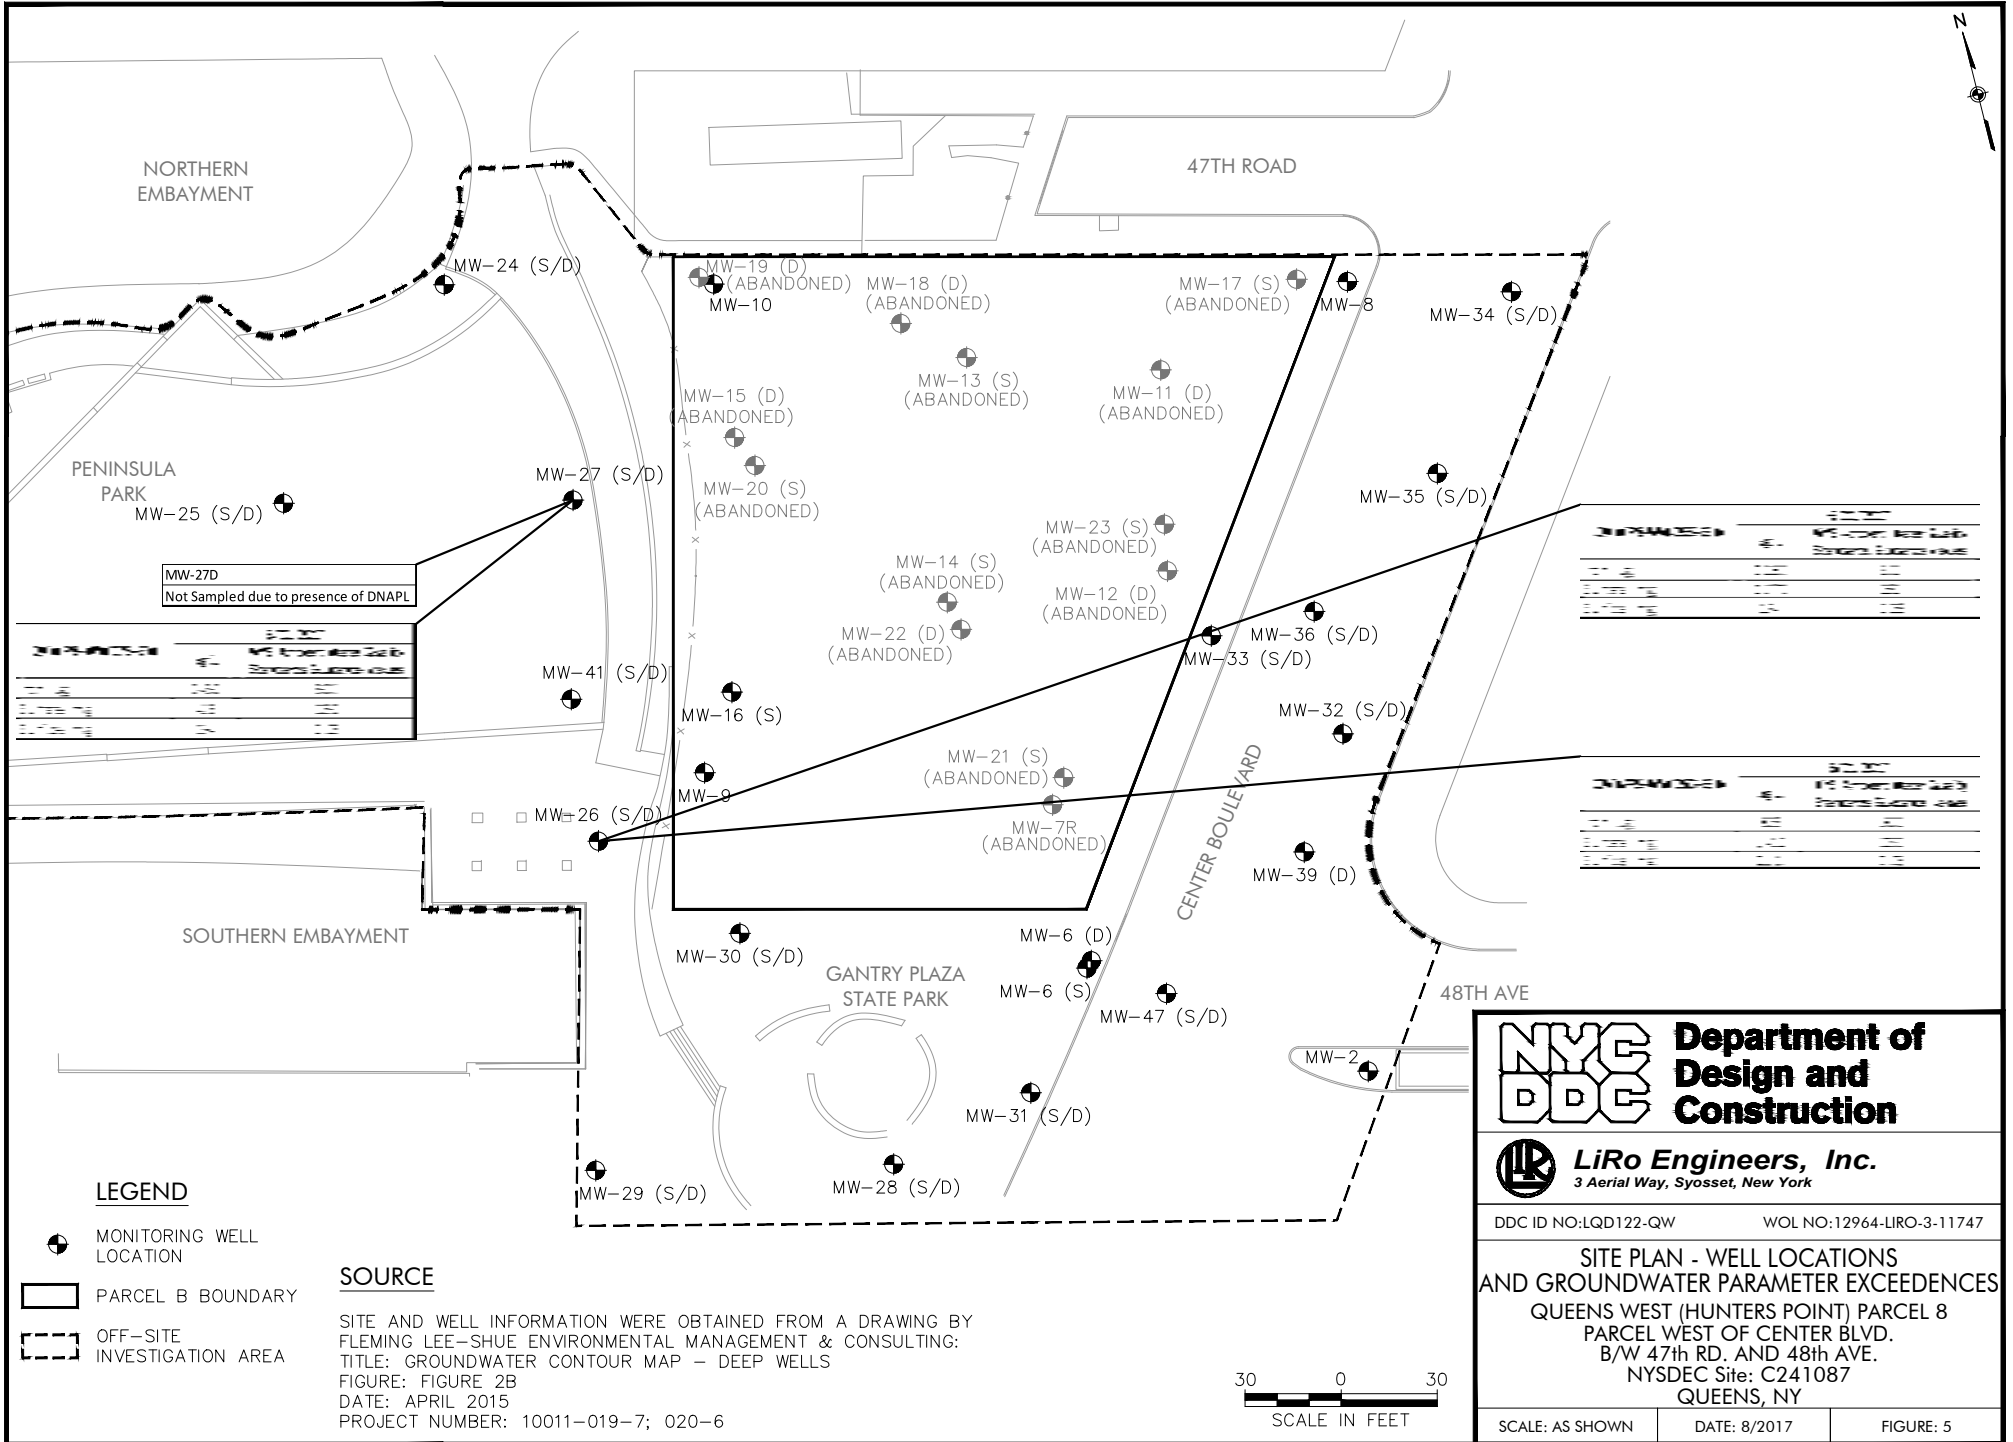 N
NORTHERN
EMBAYMENT
47TH ROAD
MW-24 (S/D)
MW-19 (D)
(ABANDONED)
MW-10
MW-18 (D)
(ABANDONED)
MW-17 (S)
(ABANDONED)
MW-8
MW-34 (S/D)
MW-13 (S)
(ABANDONED)
MW-11 (D)
(ABANDONED)
MW-15 (D)
(ABANDONED)
PENINSULA
PARK
MW-25 (S/D)
MW-27 (S/D)
MW-20 (S)
(ABANDONED)
MW-35 (S/D)
MW-23 (S)
(ABANDONED)
MW-14 (S)
(ABANDONED)
MW-12 (D)
(ABANDONED)
MW-27D
Not Sampled due to presence of DNAPL
MW-22 (D)
(ABANDONED)
MW-36 (S/D)
MW-33 (S/D)
MW-41 (S/D)
MW-16 (S)
MW-32 (S/D)
MW-21 (S)
(ABANDONED)
MW-9
MW-26 (S/D)
MW-7R
(ABANDONED)
CENTER BOULEVARD
MW-39 (D)
SOUTHERN EMBAYMENT
MW-30 (S/D)
MW-6 (D)
GANTRY PLAZA
STATE PARK
MW-6 (S)
MW-47 (S/D)
48TH AVE
MW-2
MW-31 (S/D)
MW-29 (S/D)
MW-28 (S/D)
LEGEND
MONITORING WELL
LOCATION
PARCEL B BOUNDARY
OFF-SITE
INVESTIGATION AREA
SOURCE
SITE AND WELL INFORMATION WERE OBTAINED FROM A DRAWING BY
FLEMING LEE-SHUE ENVIRONMENTAL MANAGEMENT & CONSULTING:
TITLE: GROUNDWATER CONTOUR MAP - DEEP WELLS
FIGURE: FIGURE 2B
DATE: APRIL 2015
PROJECT NUMBER: 10011-019-7; 020-6
30 0 30
SCALE IN FEET
NYC
DDC
Department of
Design and
Construction
LiRo Engineers, Inc.
3 Aerial Way, Syosset, New York
DDC ID NO:LQD122-QW WOL NO:12964-LIRO-3-11747
SITE PLAN - WELL LOCATIONS
AND GROUNDWATER PARAMETER EXCEEDENCES
QUEENS WEST (HUNTERS POINT) PARCEL 8
PARCEL WEST OF CENTER BLVD.
B/W 47th RD. AND 48th AVE.
NYSDEC Site: C241087
QUEENS, NY
SCALE: AS SHOWN DATE: 8/2017 FIGURE: 5